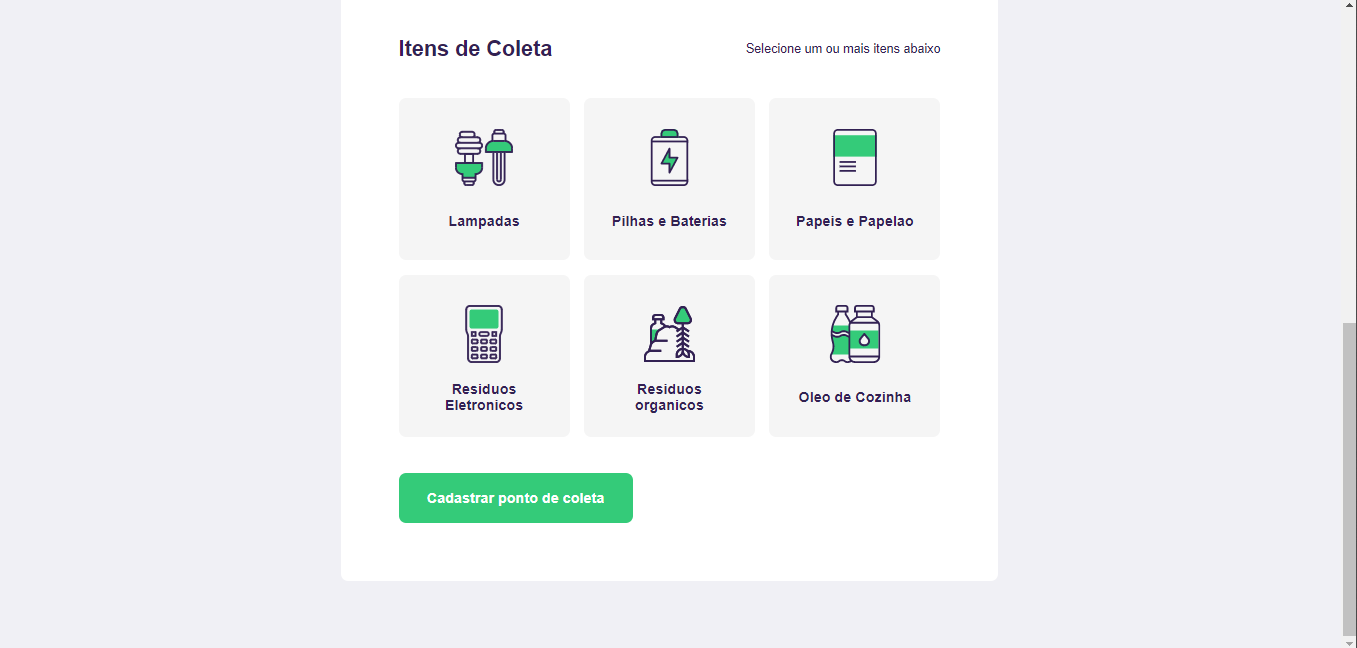 Itens de Coleta
Selecione um ou mais itens abaixo
Lampadas
Pilhas e Baterias
Papeis e Papelao
Residuos
Eletronicos
Residuos
organicos
Oleo de Cozinha
Cadastrar ponto de coleta